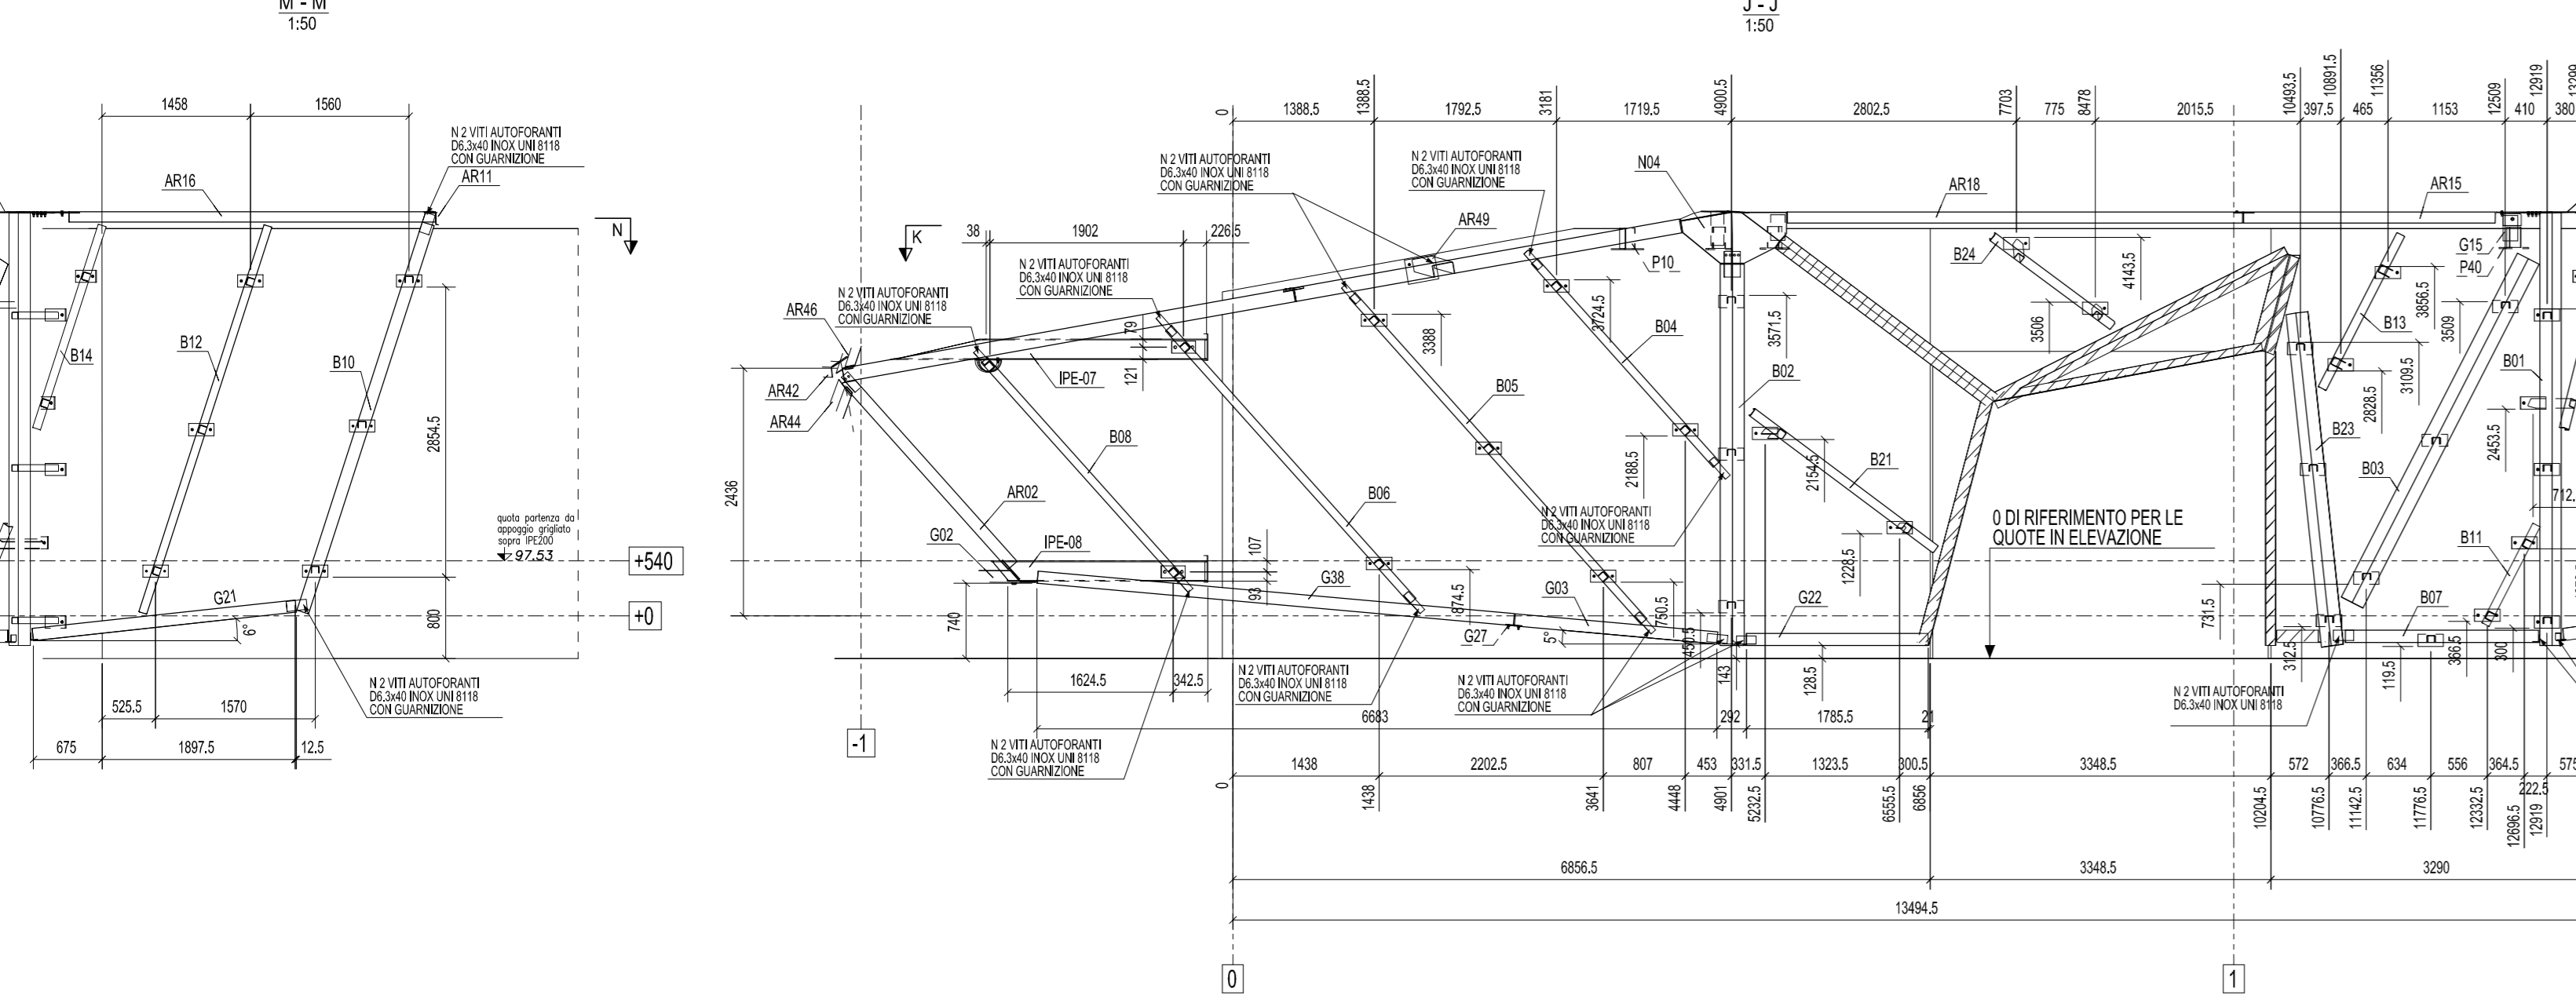 M - M
1:50
1458
1560
N 2 VITI AUTOFORANTI
D6.3x40 INOX UNI 8118
CON GUARNIZIONE
AR16
AR11
N
B14
B12
B10
2854.5
quota partenza da
appoggio grigliato
sopra IPE200
97.53
+540
+0
G21
6°
800
N 2 VITI AUTOFORANTI
D6.3x40 INOX UNI 8118
CON GUARNIZIONE
525.5
1570
675
1897.5
12.5
J - J
1:50
0
1388.5
1388.5
1792.5
3181
1719.5
4900.5
2802.5
7703
775
8478
2015.5
10493.5
397.5
10891.5
465
11356
1153
12509
410
12919
380
13299
N 2 VITI AUTOFORANTI
D6.3x40 INOX UNI 8118
CON GUARNIZIONE
N 2 VITI AUTOFORANTI
D6.3x40 INOX UNI 8118
CON GUARNIZIONE
N04
AR18
AR15
K
38
1902
226.5
AR49
P10
B24
4143.5
G15
P40
N 2 VITI AUTOFORANTI
D6.3x40 INOX UNI 8118
CON GUARNIZIONE
N 2 VITI AUTOFORANTI
D6.3x40 INOX UNI 8118
CON GUARNIZIONE
AR46
79
121
3388
3724.5
B04
3571.5
3506
3856.5
3509
B13
AR42
AR44
IPE-07
B05
B02
3109.5
2828.5
B01
2436
B08
2188.5
2154.5
B21
B23
2453.5
B03
712.
AR02
B06
N 2 VITI AUTOFORANTI
D6.3x40 INOX UNI 8118
CON GUARNIZIONE
0 DI RIFERIMENTO PER LE
QUOTE IN ELEVAZIONE
G02
IPE-08
107
93
1228.5
B11
740
G38
874.5
G03
750.5
G27
5°
450.5
G22
143
128.5
731.5
312.5
B07
119.5
366.5
300
1624.5
342.5
N 2 VITI AUTOFORANTI
D6.3x40 INOX UNI 8118
CON GUARNIZIONE
N 2 VITI AUTOFORANTI
D6.3x40 INOX UNI 8118
CON GUARNIZIONE
N 2 VITI AUTOFORANTI
D6.3x40 INOX UNI 8118
6683
292
1785.5
21
-1
N 2 VITI AUTOFORANTI
D6.3x40 INOX UNI 8118
CON GUARNIZIONE
0
1438
1438
2202.5
3641
807
4448
453
4901
331.5
5232.5
1323.5
6555.5
300.5
6856
3348.5
10204.5
572
10776.5
366.5
11142.5
634
11776.5
556
12332.5
364.5
12696.5
222.5
12919
575
6856.5
3348.5
3290
13494.5
0
1